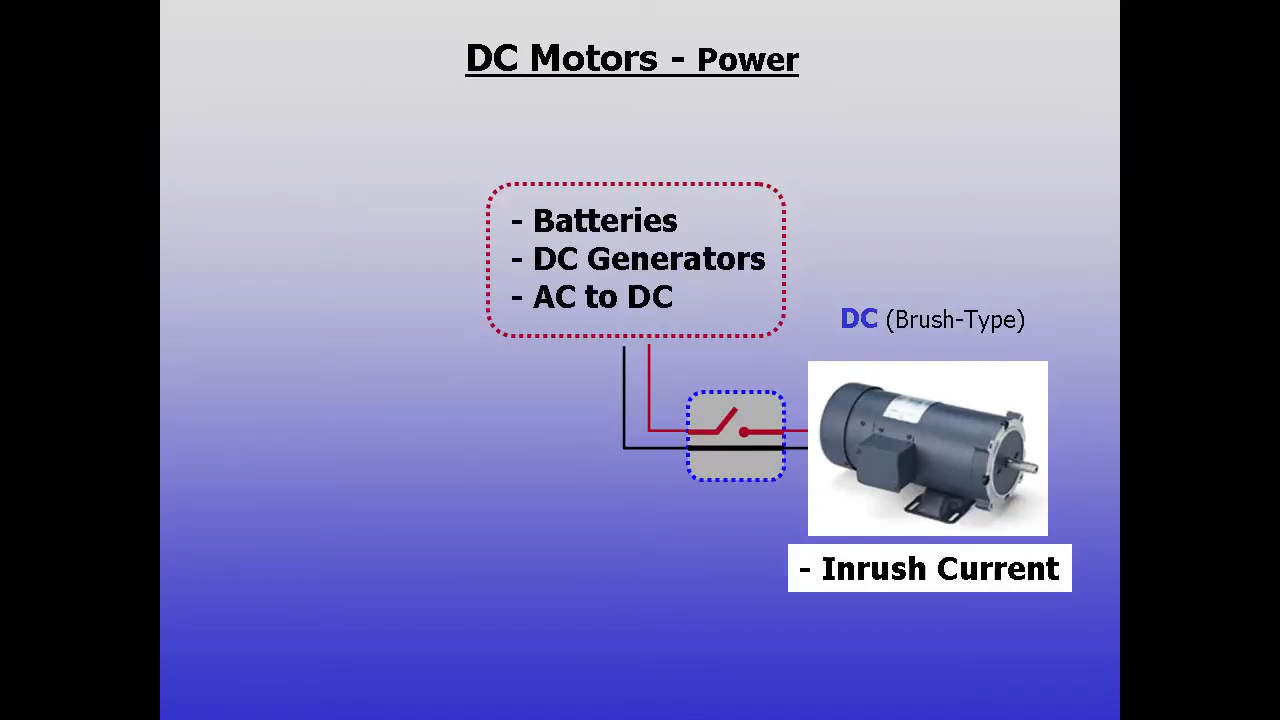 DC Motors - Power
- Batteries
- DC Generators
- AC to DC
DC (Brush-Type)
- Inrush Current